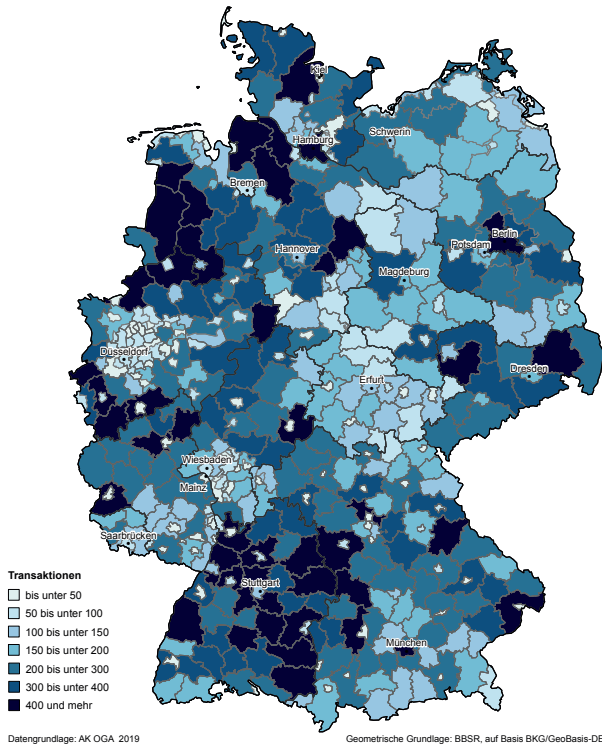 Kiel
Schwerin
Hamburg
Bremen
Berlin
Hannover
Potsdam
Magdeburg
Düsseldorf
Dresden
Erfurt
Wiesbaden
Mainz
Saarbrücken
Stuttgart
München
Transaktionen
bis unter 50
50 bis unter 100
100 bis unter 150
150 bis unter 200
200 bis unter 300
300 bis unter 400
400 und mehr
Datengrundlage: AK OGA 2019
Geometrische Grundlage: BBSR, auf Basis BKG/GeoBasis-DE